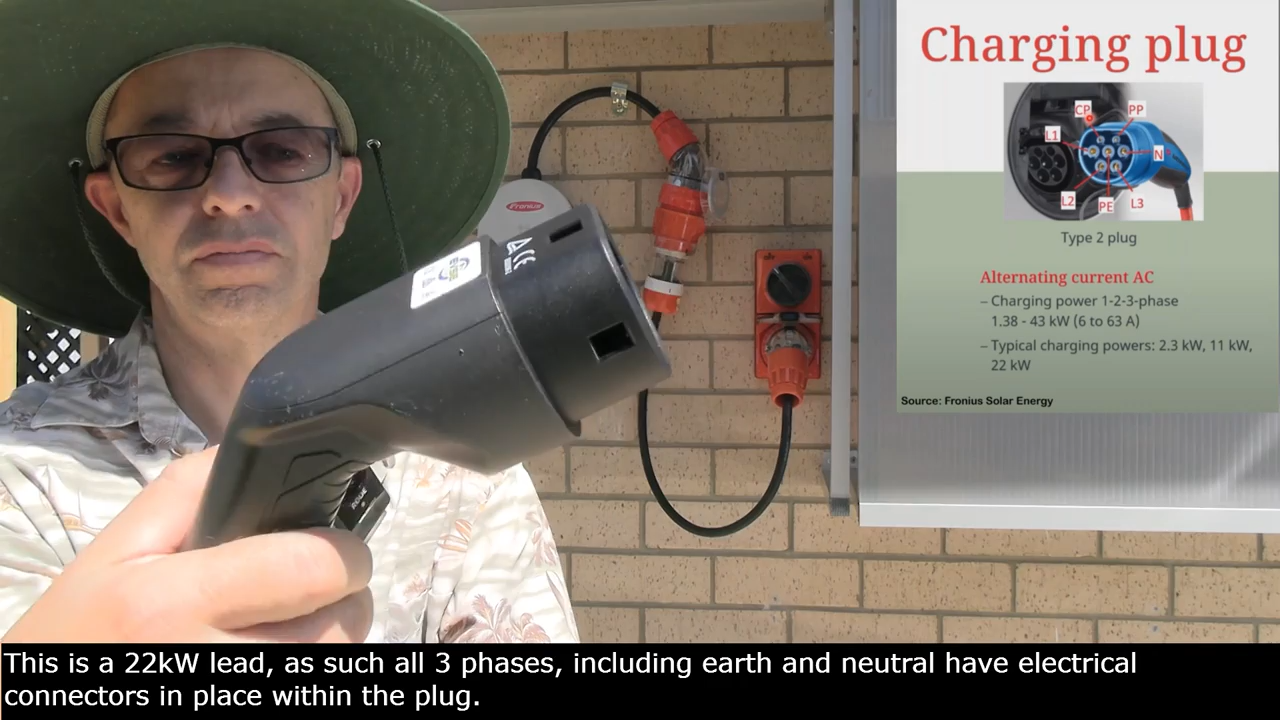 Charging plug
CP
PP
L1
N
L2
PE
L3
Type 2 plug
Alternating current AC
– Charging power 1-2-3-phase
1.38 - 43 kW (6 to 63 A)
– Typical charging powers: 2.3 kW, 11 kW,
22 kW
Source: Fronius Solar Energy
Fronius
CE
This is a 22kW lead, as such all 3 phases, including earth and neutral have electrical
connectors in place within the plug.